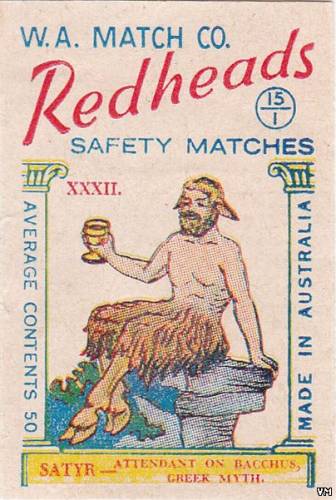 W.A. MATCH CO.
Redheads
15
1
SAFETY MATCHES
XXXII.
AVERAGE CONTENTS 50
MADE IN AUSTRALIA
SATYR — ATTENDANT ON BACCHUS,
GREEK MYTH.
VM